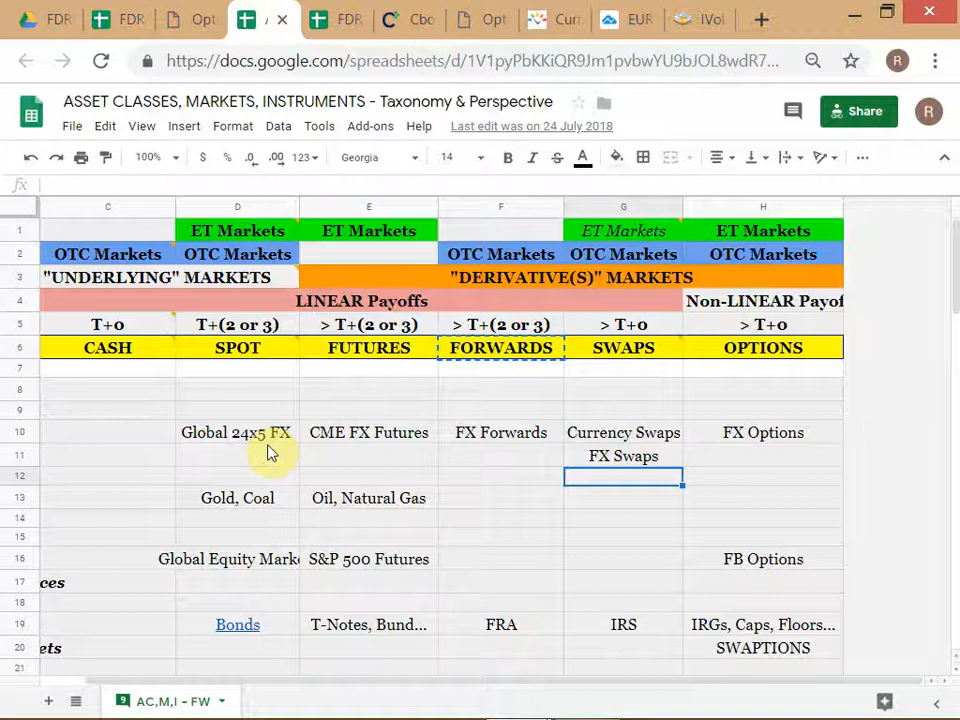 FDR
FDR
Opt
A
FDR
Cbo
Opt
Curr
EUR
IVol
https://docs.google.com/spreadsheets/d/1V1pyPbKKiQR9Jm1pvbwYU9bJOL8wdR7...
R
ASSET CLASSES, MARKETS, INSTRUMENTS - Taxonomy & Perspective
Share
R
File Edit View Insert Format Data Tools Add-ons Help Last edit was on 24 July 2018
100% $ % .0 .00 123 Georgia 14 B I S A
fx
C D E F G H
1 ET Markets ET Markets ET Markets ET Markets
2 OTC Markets OTC Markets OTC Markets OTC Markets OTC Markets
3 "UNDERLYING" MARKETS "DERIVATIVE(S)" MARKETS
4 LINEAR Payoffs Non-LINEAR Payof
5 T+0 T+(2 or 3) > T+(2 or 3) > T+(2 or 3) > T+0 > T+0
6 CASH SPOT FUTURES FORWARDS SWAPS OPTIONS
7
8
9
10 Global 24x5 FX CME FX Futures FX Forwards Currency Swaps FX Options
11 FX Swaps
12
13 Gold, Coal Oil, Natural Gas
14
15
16 Global Equity Marke S&P 500 Futures FB Options
17 ces
18
19 Bonds T-Notes, Bund... FRA IRS IRGs, Caps, Floors...
20 ets SWAPTIONS
21
9 AC,M,I - FW